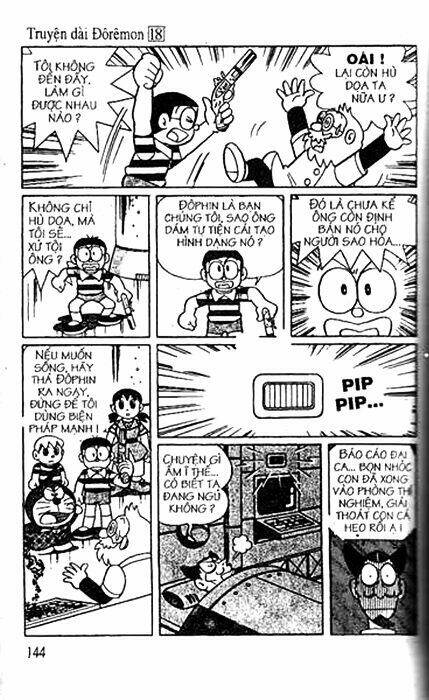 Truyện dài Đôrêmon 18
TÔI KHÔNG
ĐẾN ĐẤY,
LÀM GÌ
ĐƯỢC NHAU
NÀO ?
OÁI !
LẠI CÒN HÙ
DỌA TA
NỮA Ư ?
KHÔNG CHỈ
HÙ DỌA, MÀ
TÔI SẼ...
XỬ TỘI
ÔNG !
ĐÔPHIN LÀ BẠN
CHÚNG TÔI, SAO ÔNG
DÁM TỰ TIỆN CẢI TẠO
HÌNH DẠNG NÓ ?
ĐÓ LÀ CHƯA KỂ
ÔNG CÒN ĐỊNH
BÁN NÓ CHO
NGƯỜI SAO HỎA...
NẾU MUỐN
SỐNG, HÃY
THẢ ĐÔPHIN
RA NGAY,
ĐỪNG ĐỂ TÔI
DÙNG BIỆN
PHÁP MẠNH !
PIP
PIP...
CHUYỆN GÌ
ẦM Ĩ THẾ...
CÓ BIẾT TA
ĐANG NGỦ
KHÔNG ?
BÁO CÁO ĐẠI
CA... BỌN NHÓC
CON ĐÃ XONG
VÀO PHÒNG THÍ
NGHIỆM, GIẢI
THOÁT CON CÁ
HEO RỒI Ạ !
144